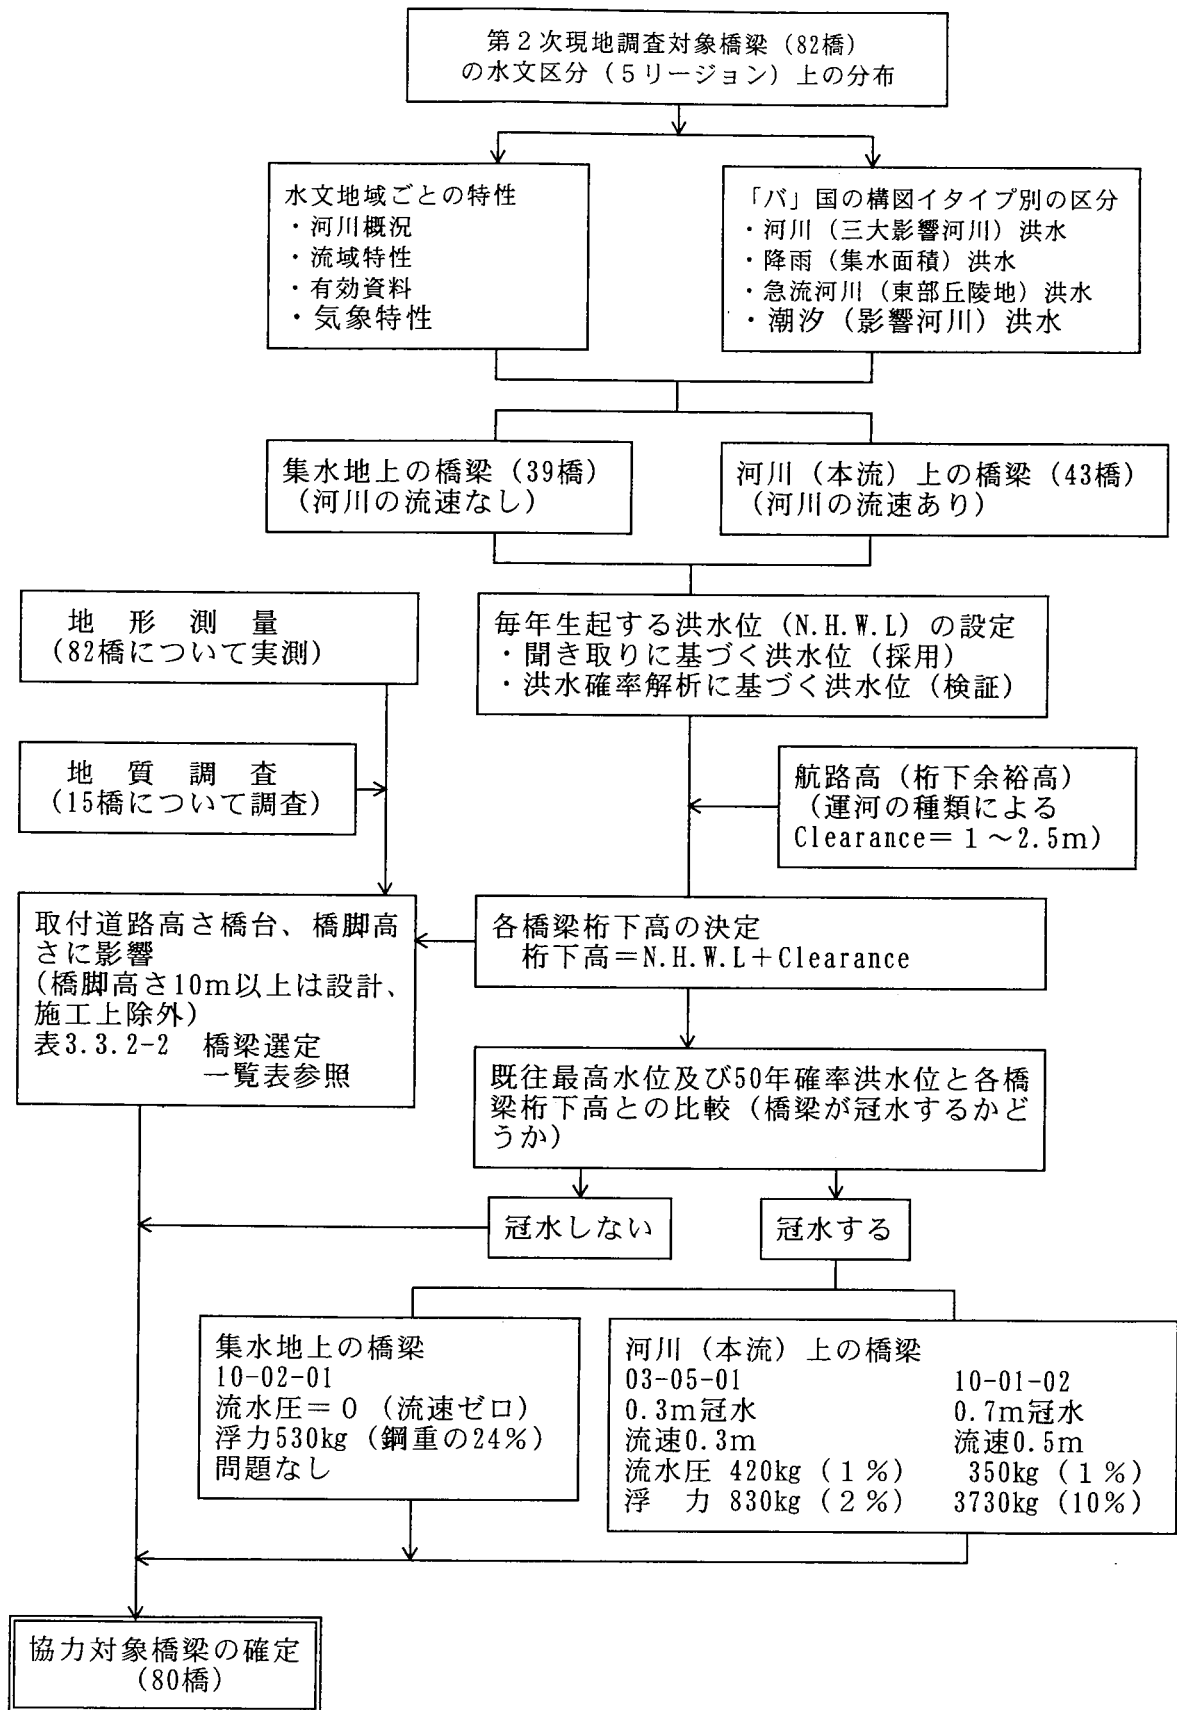 第2次現地調査対象橋梁（82橋）
の水文区分（5リージョン）上の分布
水文地域ごとの特性
・河川概況
・流域特性
・有効資料
・気象特性
「バ」国の構図イタイプ別の区分
・河川（三大影響河川）洪水
・降雨（集水面積）洪水
・急流河川（東部丘陵地）洪水
・潮汐（影響河川）洪水
集水地上の橋梁（39橋）
（河川の流速なし）
河川（本流）上の橋梁（43橋）
（河川の流速あり）
地 形 測 量
（82橋について実測）
毎年生起する洪水位（N.H.W.L）の設定
・聞き取りに基づく洪水位（採用）
・洪水確率解析に基づく洪水位（検証）
地 質 調 査
（15橋について調査）
航路高（桁下余裕高）
（運河の種類による
Clearance＝1～2.5m）
取付道路高さ橋台、橋脚高
さに影響
（橋脚高さ10m以上は設計、
施工上除外）
表3.3.2-2 橋梁選定
一覧表参照
各橋梁桁下高の決定
桁下高＝N.H.W.L＋Clearance
既往最高水位及び50年確率洪水位と各橋
梁桁下高との比較（橋梁が冠水するかど
うか）
冠水しない
冠水する
集水地上の橋梁
10-02-01
流水圧＝0（流速ゼロ）
浮力530kg（鋼重の24%）
問題なし
河川（本流）上の橋梁
03-05-01 10-01-02
0.3m冠水 0.7m冠水
流速0.3m 流速0.5m
流水圧 420kg（1%） 350kg（1%）
浮 力 830kg（2%） 3730kg（10%）
協力対象橋梁の確定
（80橋）